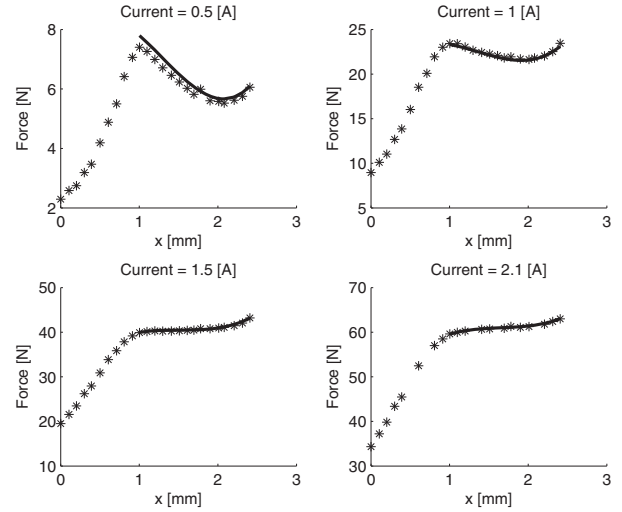 Current = 0.5 [A]
Force [N]
8
6
4
2
0
1
2
3
x [mm]
Current = 1 [A]
Force [N]
25
20
15
10
5
0
1
2
3
x [mm]
Current = 1.5 [A]
Force [N]
50
40
30
20
10
0
1
2
3
x [mm]
Current = 2.1 [A]
Force [N]
70
60
50
40
30
0
1
2
3
x [mm]